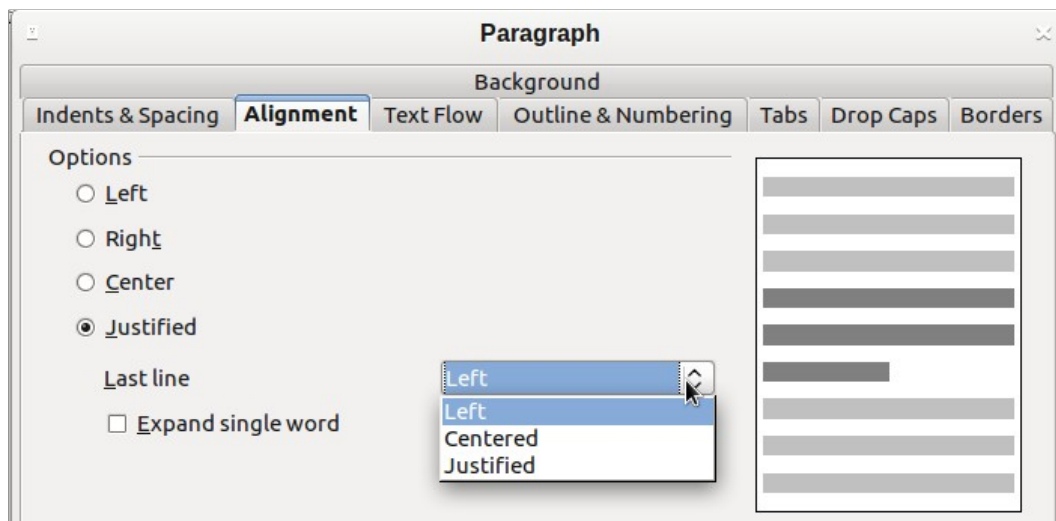 Paragraph
Background
Indents & Spacing Alignment Text Flow Outline & Numbering Tabs Drop Caps Borders
Options
Left
Right
Center
Justified
Last line Left
Left
Expand single word
Centered
Justified